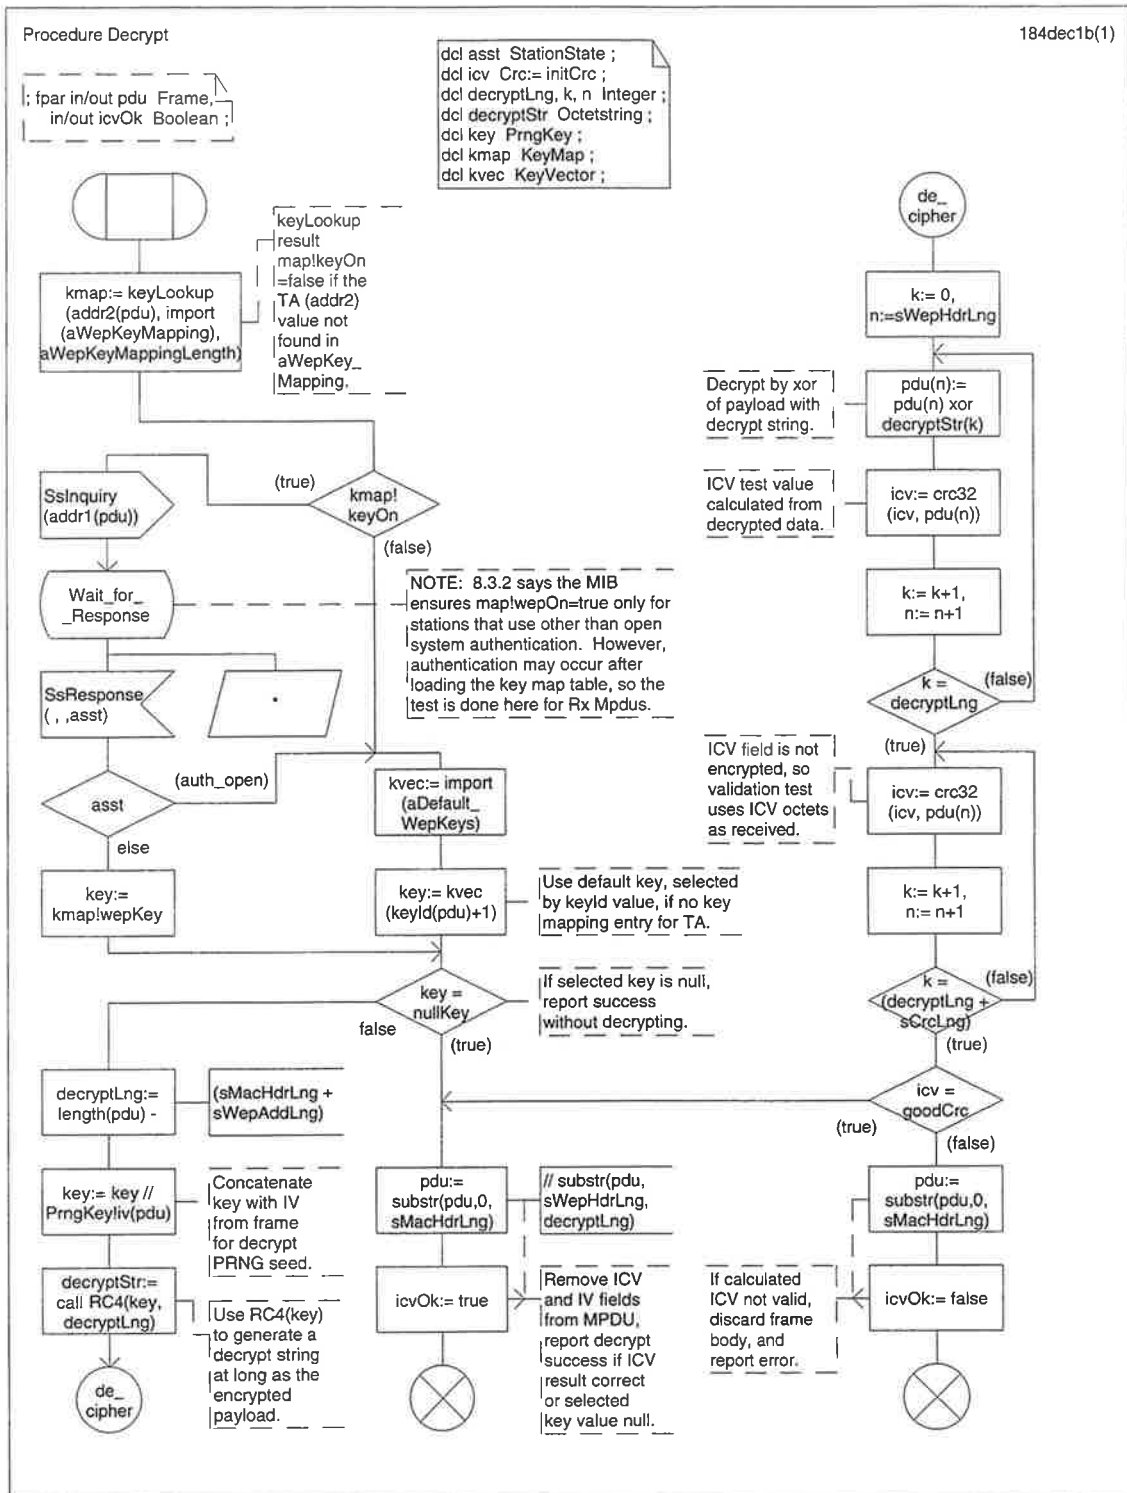 Procedure Decrypt
184dec1b(1)
; fpar in/out pdu Frame,
in/out icvOk Boolean ;
dcl asst StationState ;
dcl icv Crc:= initCrc ;
dcl decryptLng, k, n Integer ;
dcl decryptStr Octetstring ;
dcl key PrngKey ;
dcl kmap KeyMap ;
dcl kvec KeyVector ;
kmap:= keyLookup
(addr2(pdu), import
(aWepKeyMapping),
aWepKeyMappingLength)
keyLookup
result
map!keyOn
=false if the
TA (addr2)
value not
found in
aWepKey_
Mapping.
kmap!
keyOn
(true)
(false)
SsInquiry
(addr1(pdu))
Wait_for_
_Response
NOTE: 8.3.2 says the MIB
ensures map!wepOn=true only for
stations that use other than open
system authentication. However,
authentication may occur after
loading the key map table, so the
test is done here for Rx Mpdus.
SsResponse
( , ,asst)
*
asst
(auth_open)
else
key:=
kmap!wepKey
kvec:= import
(aDefault_
WepKeys)
key:= kvec
(keyId(pdu)+1)
Use default key, selected
by keyId value, if no key
mapping entry for TA.
key =
nullKey
false
(true)
If selected key is null,
report success
without decrypting.
decryptLng:=
length(pdu) -
(sMacHdrLng +
sWepAddLng)
key:= key //
PrngKey!iv(pdu)
Concatenate
key with IV
from frame
for decrypt
PRNG seed.
decryptStr:=
call RC4(key,
decryptLng)
Use RC4(key)
to generate a
decrypt string
at long as the
encrypted
payload.
de_
cipher
pdu:=
substr(pdu,0,
sMacHdrLng)
// substr(pdu,
sWepHdrLng,
decryptLng)
icvOk:= true
Remove ICV
and IV fields
from MPDU,
report decrypt
success if ICV
result correct
or selected
key value null.
de_
cipher
k:= 0,
n:=sWepHdrLng
pdu(n):=
pdu(n) xor
decryptStr(k)
Decrypt by xor
of payload with
decrypt string.
icv:= crc32
(icv, pdu(n))
ICV test value
calculated from
decrypted data.
k:= k+1,
n:= n+1
k =
decryptLng
(false)
(true)
icv:= crc32
(icv, pdu(n))
ICV field is not
encrypted, so
validation test
uses ICV octets
as received.
k:= k+1,
n:= n+1
k =
(decryptLng +
sCrcLng)
(false)
(true)
icv =
goodCrc
(true)
(false)
pdu:=
substr(pdu,0,
sMacHdrLng)
icvOk:= false
If calculated
ICV not valid,
discard frame
body, and
report error.